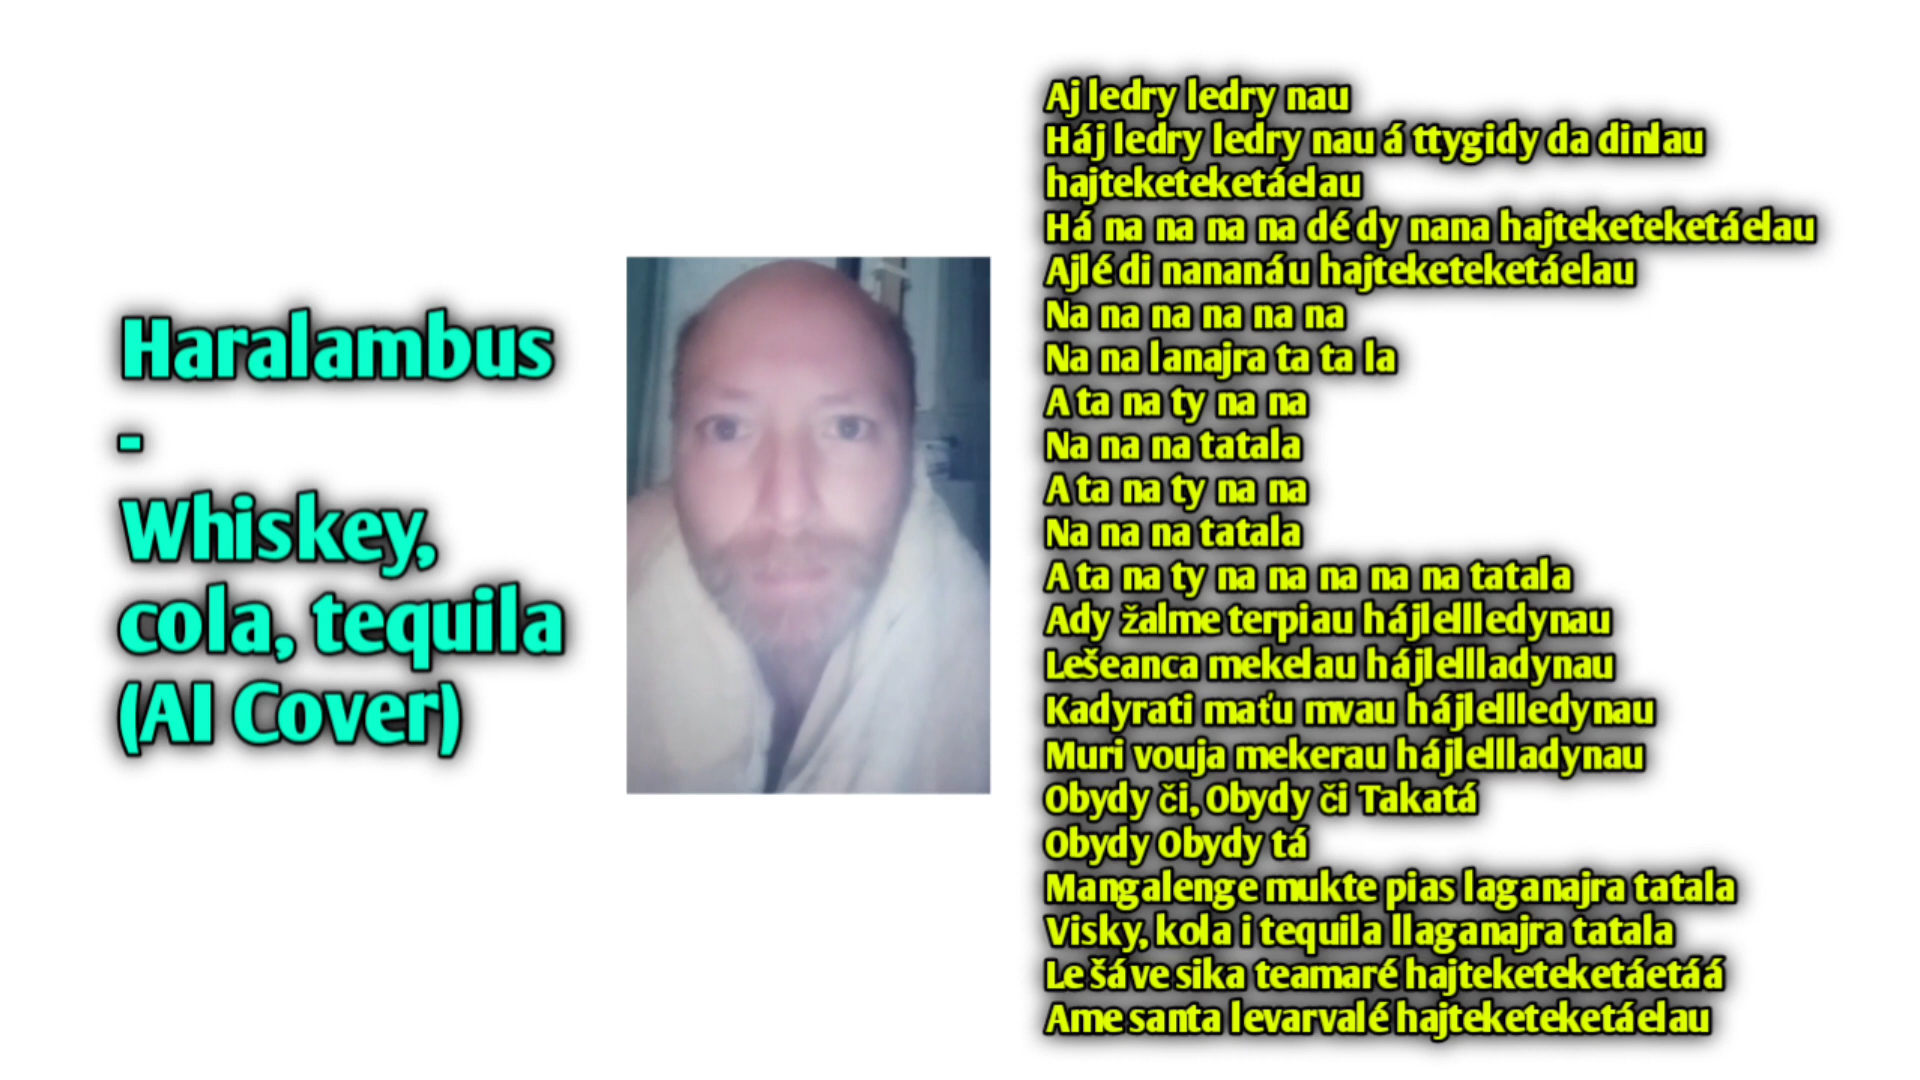 Haralambus
-
Whiskey,
cola, tequila
(AI Cover)
Aj ledry ledry nau
Háj ledry ledry nau á ttygidy da dinlau
hajteketeketáelau
Há na na na na dé dy nana hajteketeketáelau
Ajlé di nananáu hajteketeketáelau
Na na na na na na
Na na lanajra ta ta la
A ta na ty na na
Na na na tatala
A ta na ty na na
Na na na tatala
A ta na ty na na na na na tatala
Ady žalme terpiau hájlellledynau
Lešeanca mekelau hájlellladynau
Kadyrati maťu mvau hájlellledynau
Muri vouja mekerau hájlellladynau
Obydy či, Obydy či Takatá
Obydy Obydy tá
Mangalenge mukte pias laganajra tatala
Visky, kola i tequila llaganajra tatala
Le šáve sika teamaré hajteketeketáetáá
Ame santa levarvalé hajteketeketáelau